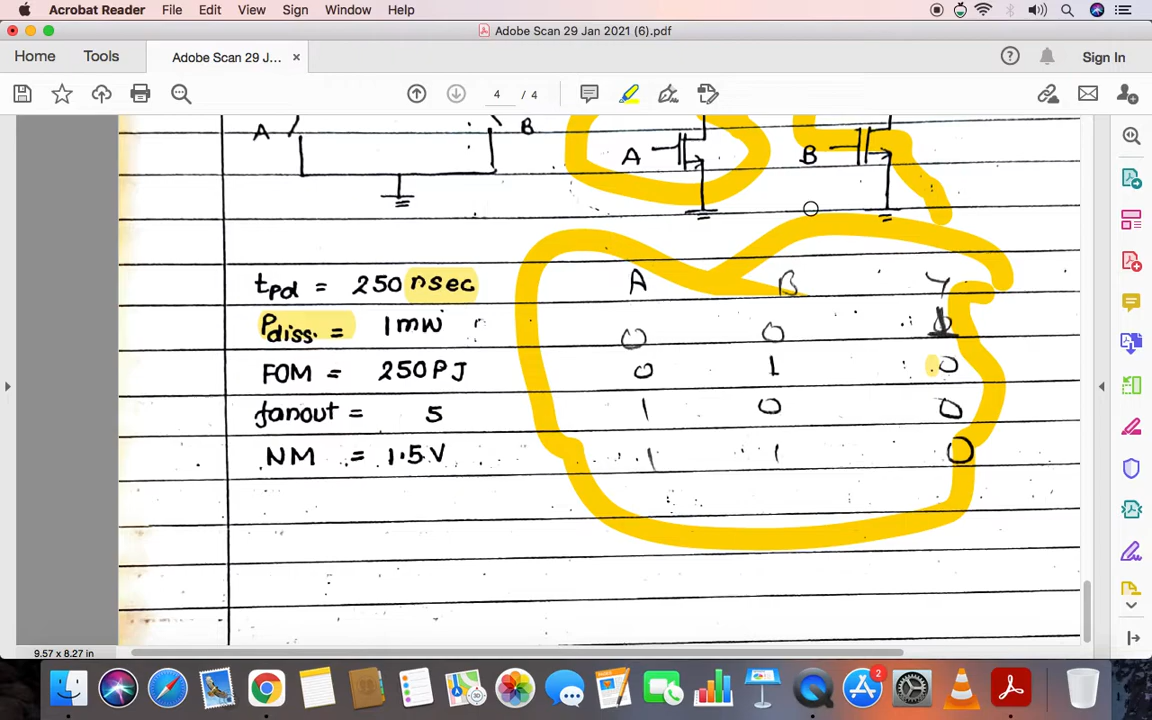 Acrobat Reader File Edit View Sign Window Help
Adobe Scan 29 Jan 2021 (6).pdf
Home Tools Adobe Scan 29 J... × Sign In
4 / 4
A B A B
tpd = 250 nsec A B Y
Pdiss. = 1mW 0 0 1
FOM = 250 PJ 0 1 0
fanout = 5 1 0 0
NM = 1.5V 1 1 0
9.57 x 8.27 in
2